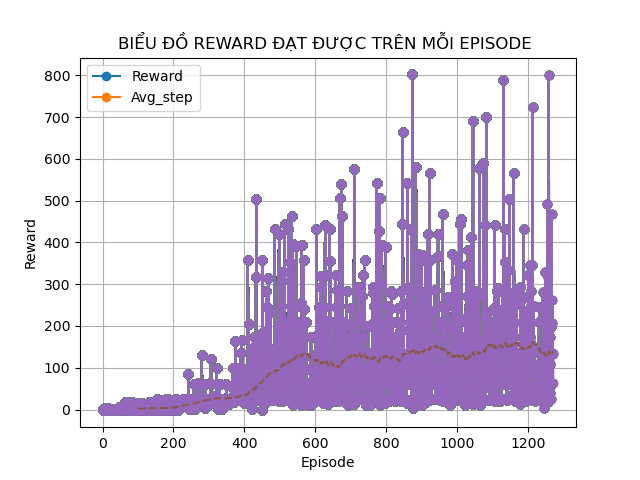 BIỂU ĐỒ REWARD ĐẠT ĐƯỢC TRÊN MỖI EPISODE
Reward
Avg_step
800
700
600
500
400
300
200
100
0
Reward
0 200 400 600 800 1000 1200
Episode